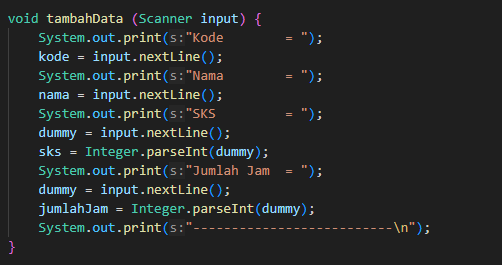 void tambahData (Scanner input) {
    System.out.print(s:"Kode        = ");
    kode = input.nextLine();
    System.out.print(s:"Nama        = ");
    nama = input.nextLine();
    System.out.print(s:"SKS         = ");
    dummy = input.nextLine();
    sks = Integer.parseInt(dummy);
    System.out.print(s:"Jumlah Jam  = ");
    dummy = input.nextLine();
    jumlahJam = Integer.parseInt(dummy);
    System.out.print(s:"--------------------------\n");
}